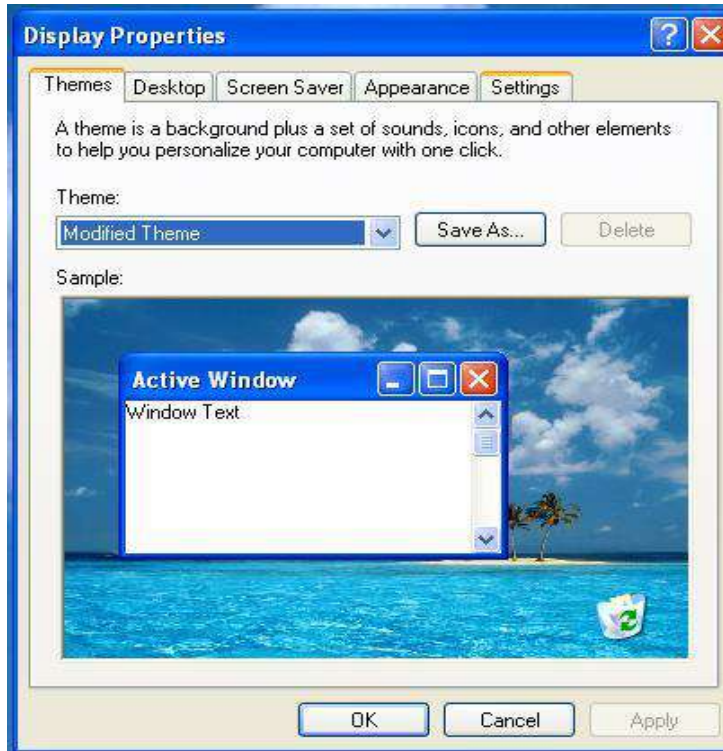 Display Properties
Themes Desktop Screen Saver Appearance Settings
A theme is a background plus a set of sounds, icons, and other elements
to help you personalize your computer with one click.
Theme:
Modified Theme Save As... Delete
Sample:
Active Window
Window Text
OK Cancel Apply